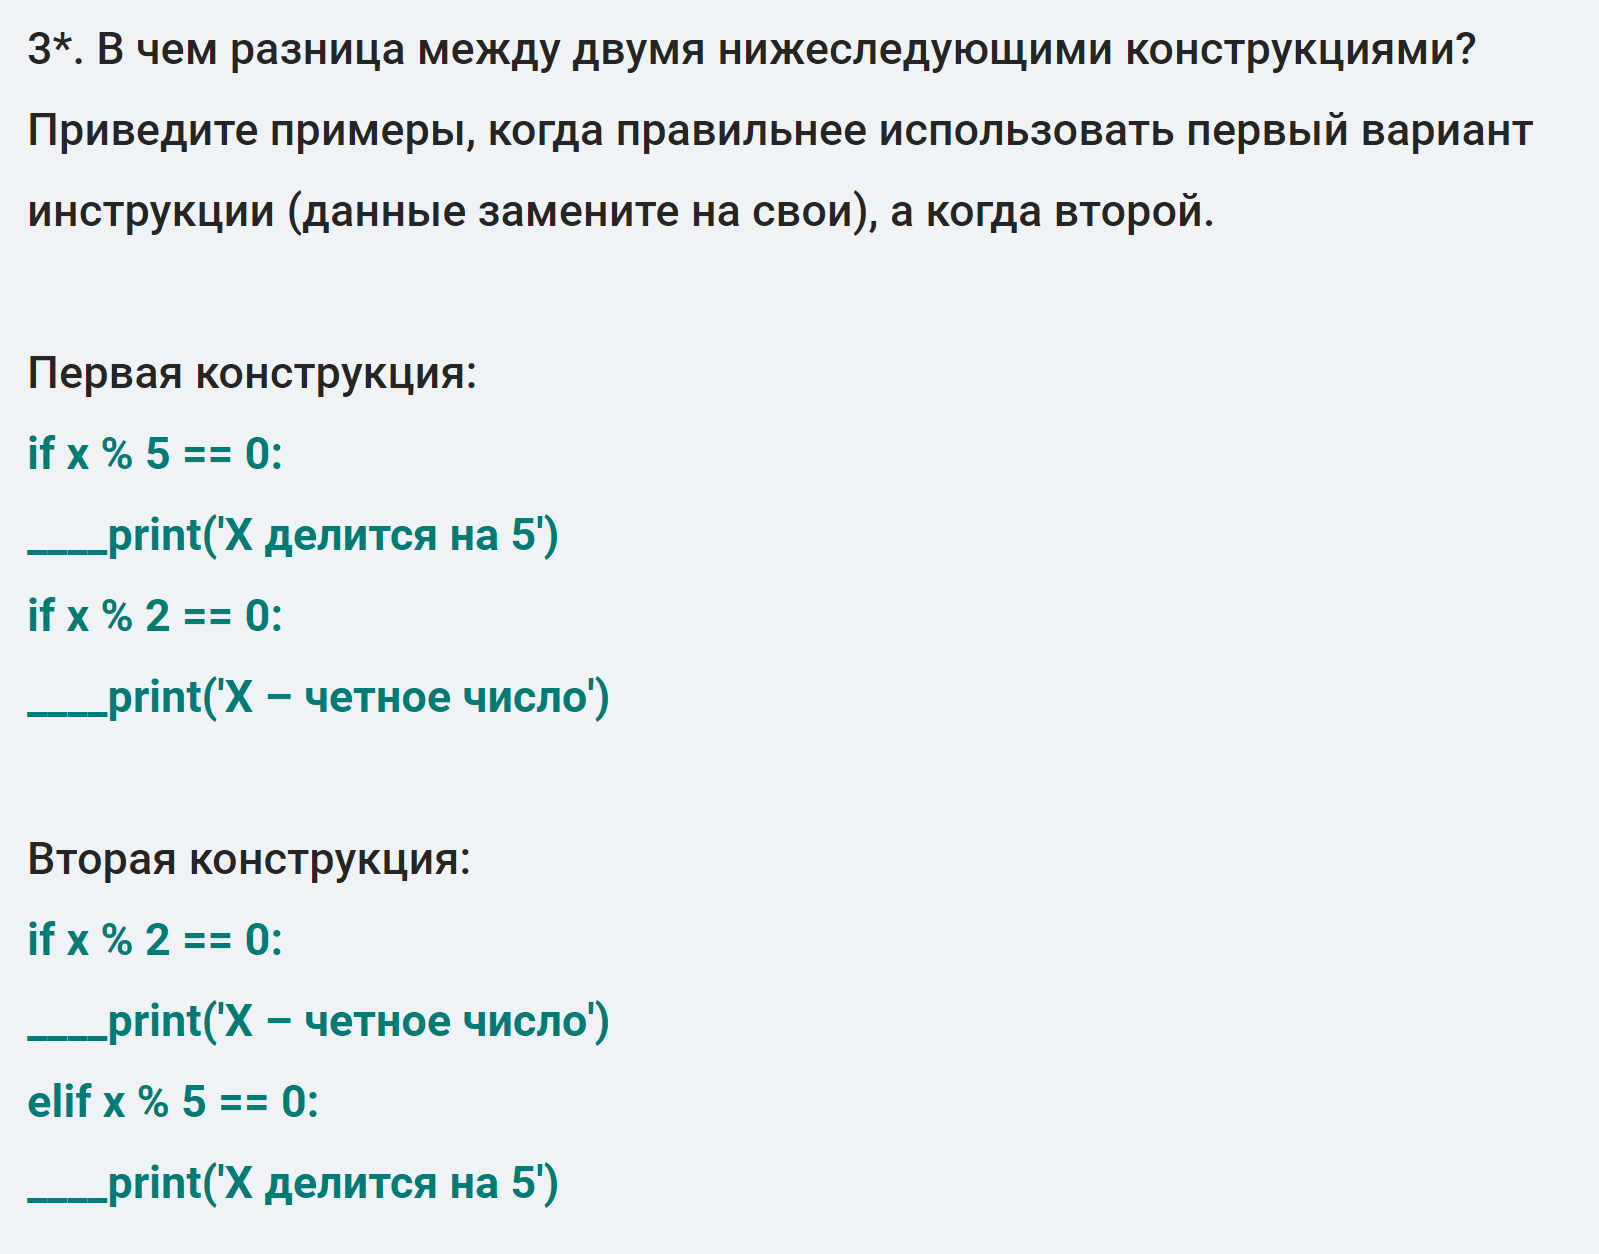 3*. В чем разница между двумя нижеследующими конструкциями?
Приведите примеры, когда правильнее использовать первый вариант
инструкции (данные замените на свои), а когда второй.
Первая конструкция:
if x % 5 == 0:
____print('X делится на 5')
if x % 2 == 0:
____print('X – четное число')
Вторая конструкция:
if x % 2 == 0:
____print('X – четное число')
elif x % 5 == 0:
____print('X делится на 5')